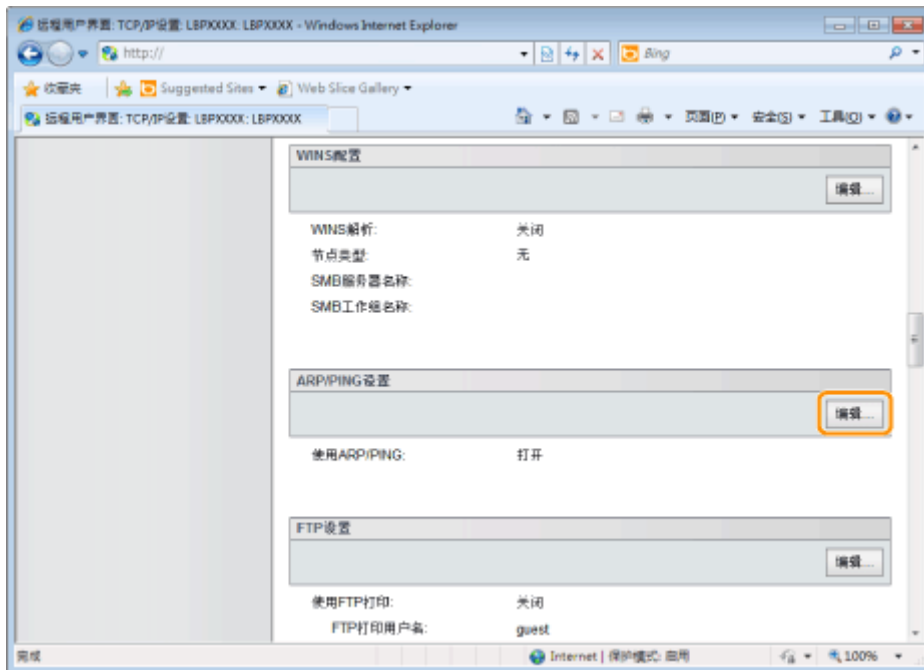 远程用户界面: TCP/IP设置: LBPXXXX: LBPXXXX - Windows Internet Explorer
http://
Bing
收藏夹 Suggested Sites Web Slice Gallery
远程用户界面: TCP/IP设置: LBPXXXX: LBPXXXX 页面(P) 安全(S) 工具(O)
WINS配置
编辑...
WINS解析: 关闭
节点类型: 无
SMB服务器名称:
SMB工作组名称:
ARP/PING设置
编辑...
使用ARP/PING: 打开
FTP设置
编辑...
使用FTP打印: 关闭
FTP打印用户名: guest
完成 Internet | 保护模式: 启用 100%